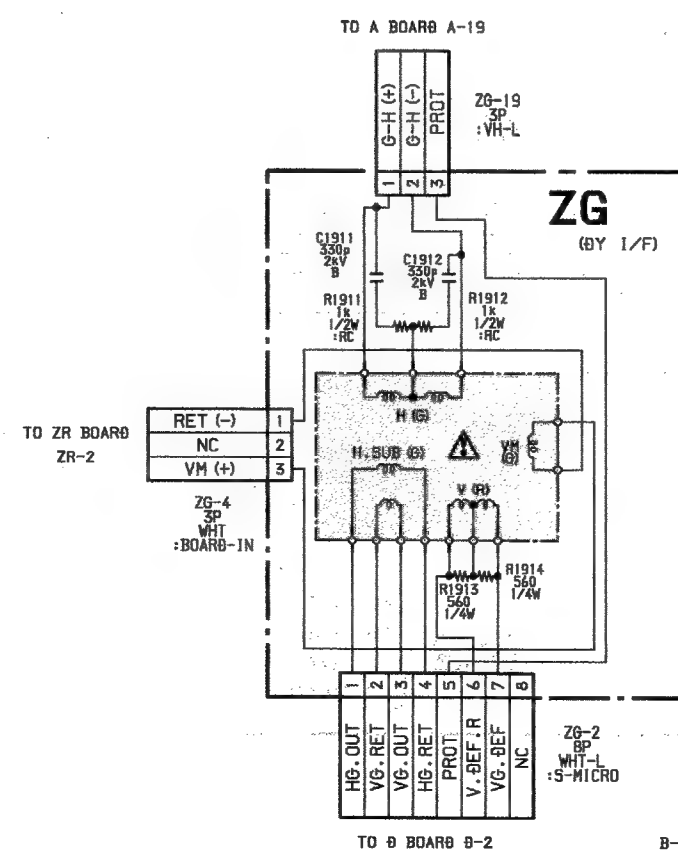 TO A BOARD A-19
G-H (+)
G-H (-)
PROT
1
2
3
ZG-19
3P
:VH-L
ZG
(DY I/F)
C1911
330p
2kV
B
C1912
330p
2kV
B
R1911
1k
1/2W
:RC
R1912
1k
1/2W
:RC
H (G)
TO ZR BOARD
ZR-2
RET (-) 1
NC 2
VM (+) 3
ZG-4
3P
WHT
:BOARD-IN
H.SUB (G)
VM
(G)
V (R)
R1913
560
1/4W
R1914
560
1/4W
1
2
3
4
5
6
7
8
HG.OUT
VG.RET
VG.OUT
HG.RET
PROT
V.DEF.R
VG.DEF
NC
ZG-2
8P
WHT-L
:S-MICRO
TO D BOARD D-2
B-